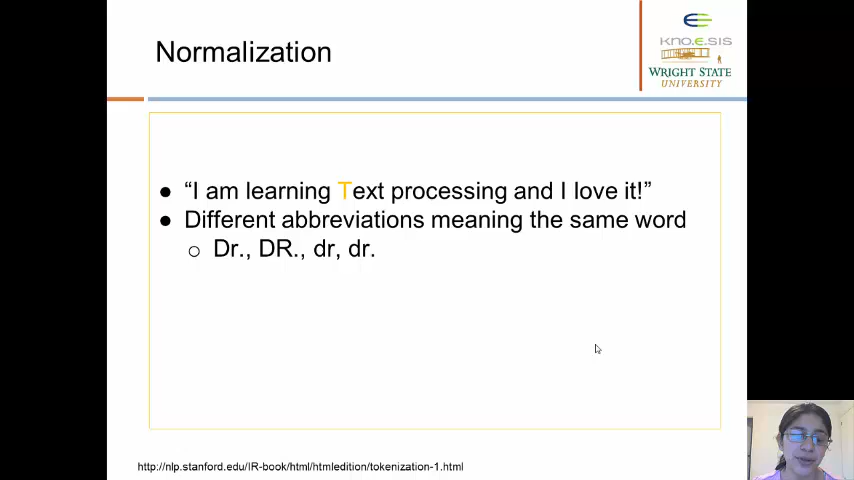 Normalization
kno.e.sis
WRIGHT STATE
UNIVERSITY
● “I am learning Text processing and I love it!”
● Different abbreviations meaning the same word
○ Dr., DR., dr, dr.
http://nlp.stanford.edu/IR-book/html/htmledition/tokenization-1.html